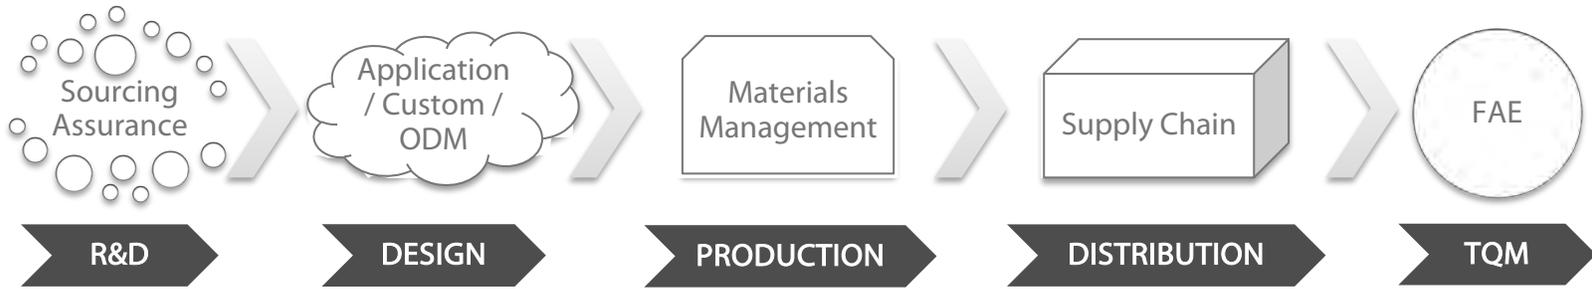 Sourcing
Assurance
Application
/ Custom /
ODM
Materials
Management
Supply Chain
FAE
R&D
DESIGN
PRODUCTION
DISTRIBUTION
TQM